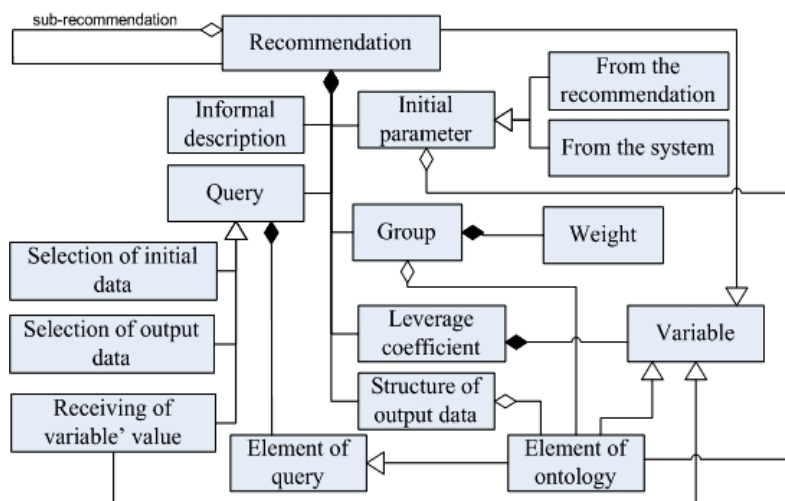 sub-recommendation
Recommendation
From the
recommendation
Informal
description
Initial
parameter
From the system
Query
Group
Weight
Selection of initial
data
Selection of output
data
Leverage
coefficient
Variable
Receiving of
variable' value
Structure of
output data
Element of
query
Element of
ontology